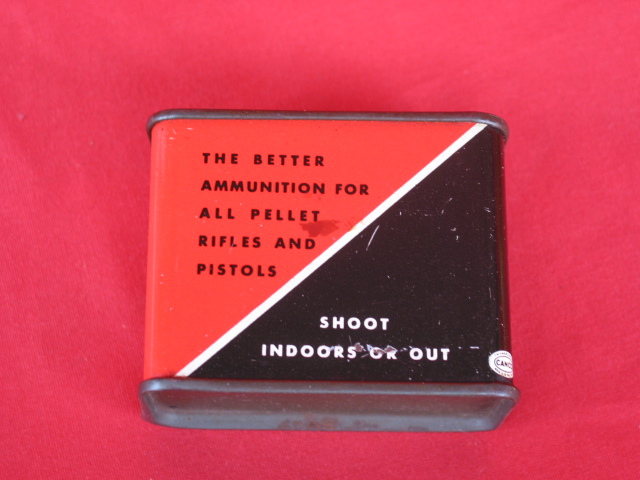 THE BETTER
AMMUNITION FOR
ALL PELLET
RIFLES AND
PISTOLS
SHOOT
INDOORS OR OUT